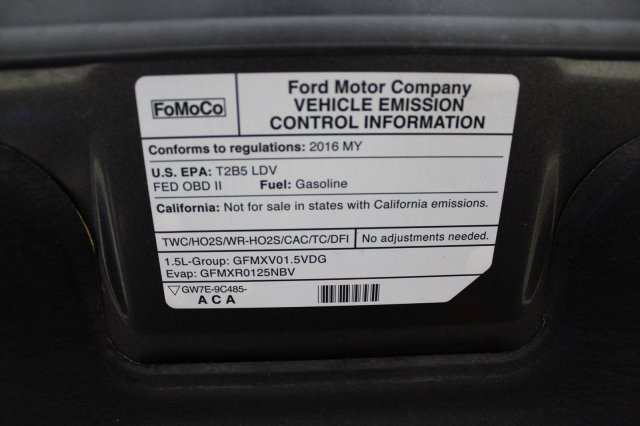 FoMoCo
Ford Motor Company
VEHICLE EMISSION
CONTROL INFORMATION
Conforms to regulations: 2016 MY
U.S. EPA: T2B5 LDV
FED OBD II Fuel: Gasoline
California: Not for sale in states with California emissions.
TWC/HO2S/WR-HO2S/CAC/TC/DFI No adjustments needed.
1.5L-Group: GFMXV01.5VDG
Evap: GFMXR0125NBV
GW7E-9C485-
A C A